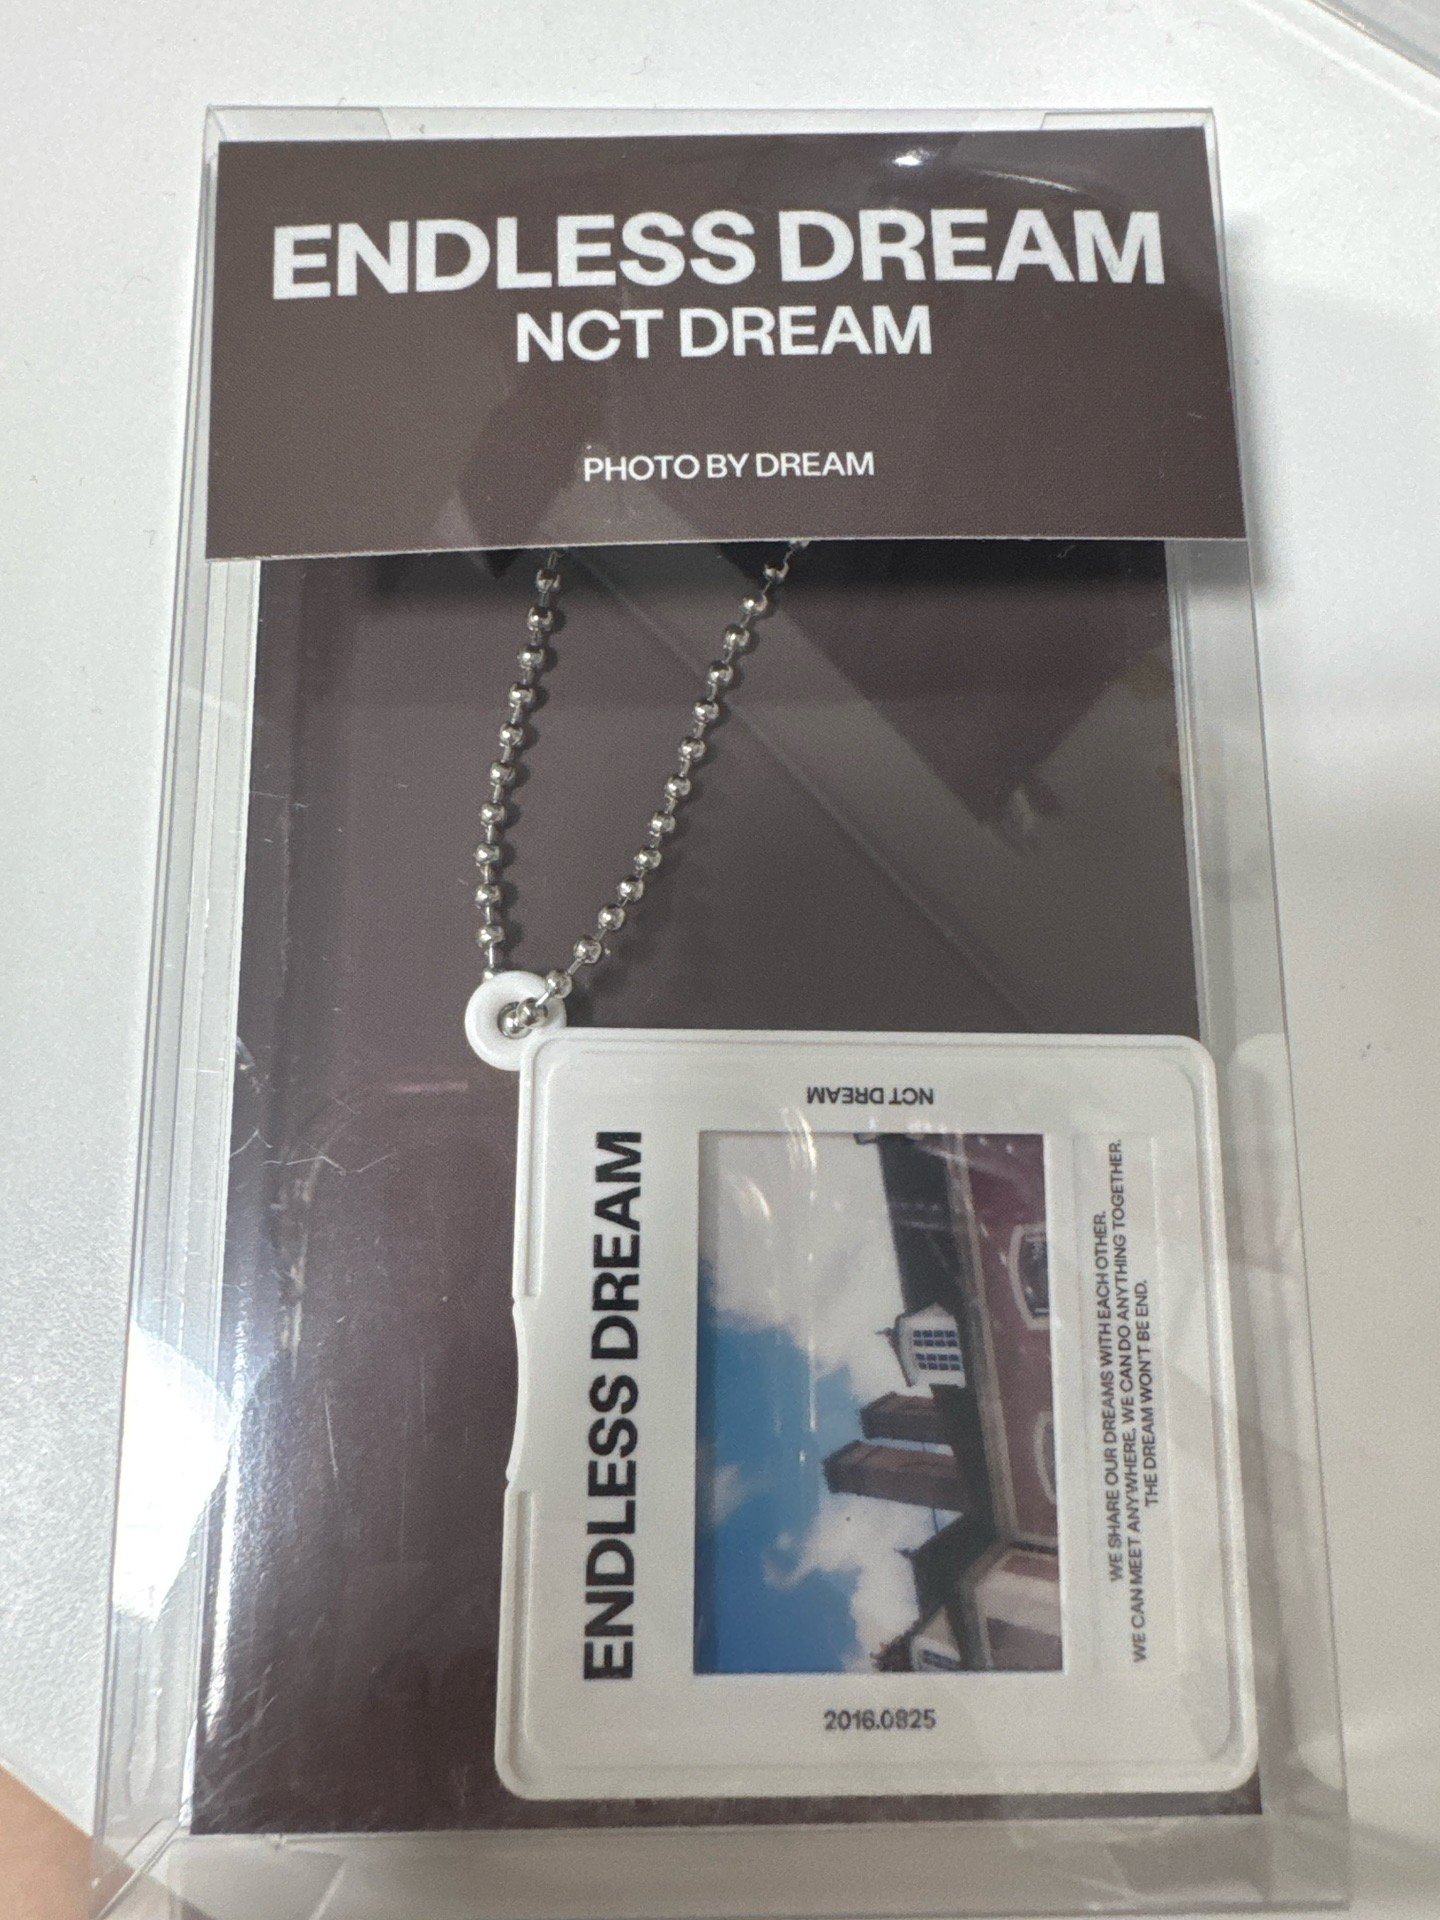 ENDLESS DREAM
NCT DREAM
PHOTO BY DREAM
NCT DREAM
ENDLESS DREAM
WE SHARE OUR DREAMS WITH EACH OTHER.
WE CAN MEET ANYWHERE, WE CAN DO ANYTHING TOGETHER.
THE DREAM WON'T BE END.
2016.0825